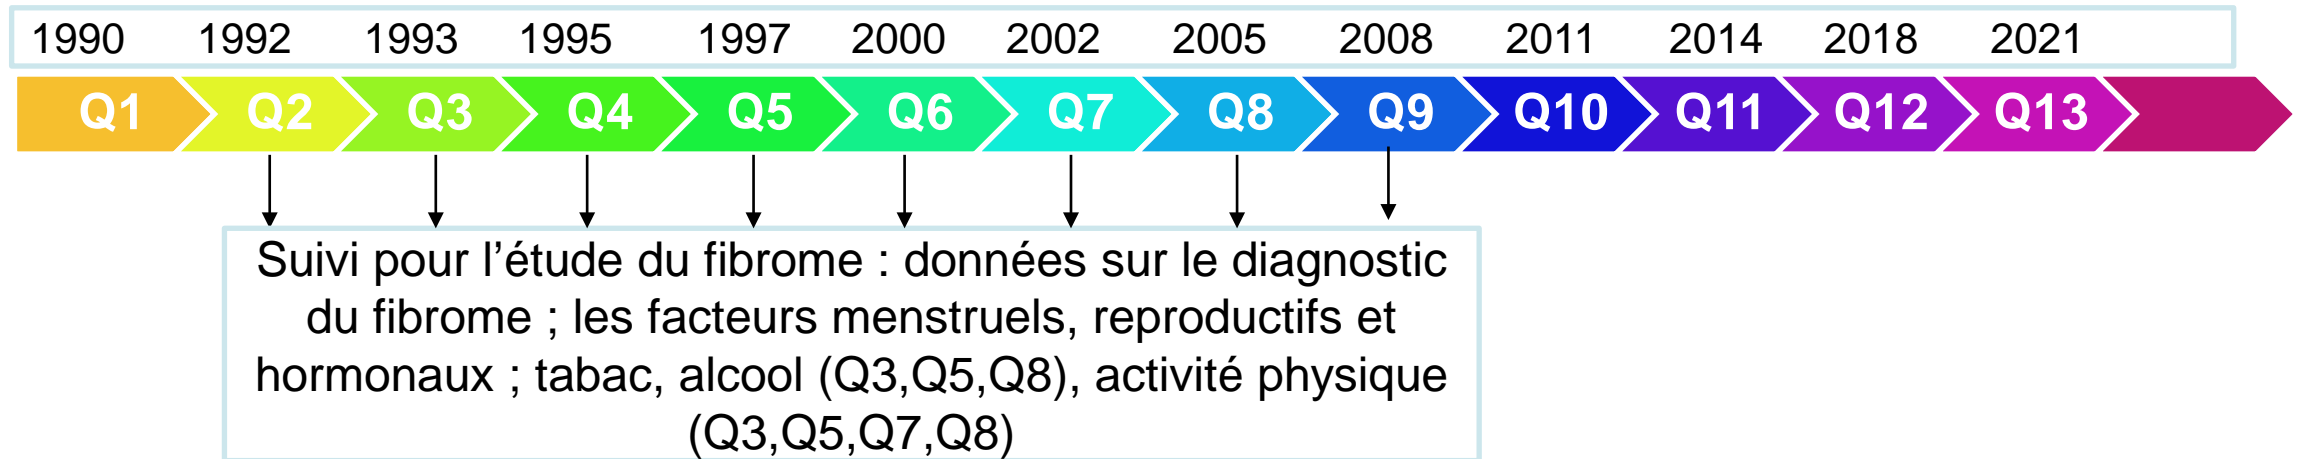 1990 1992 1993 1995 1997 2000 2002 2005 2008 2011 2014 2018 2021
Q1 Q2 Q3 Q4 Q5 Q6 Q7 Q8 Q9 Q10 Q11 Q12 Q13
Suivi pour l’étude du fibrome : données sur le diagnostic
du fibrome ; les facteurs menstruels, reproductifs et
hormonaux ; tabac, alcool (Q3,Q5,Q8), activité physique
(Q3,Q5,Q7,Q8)